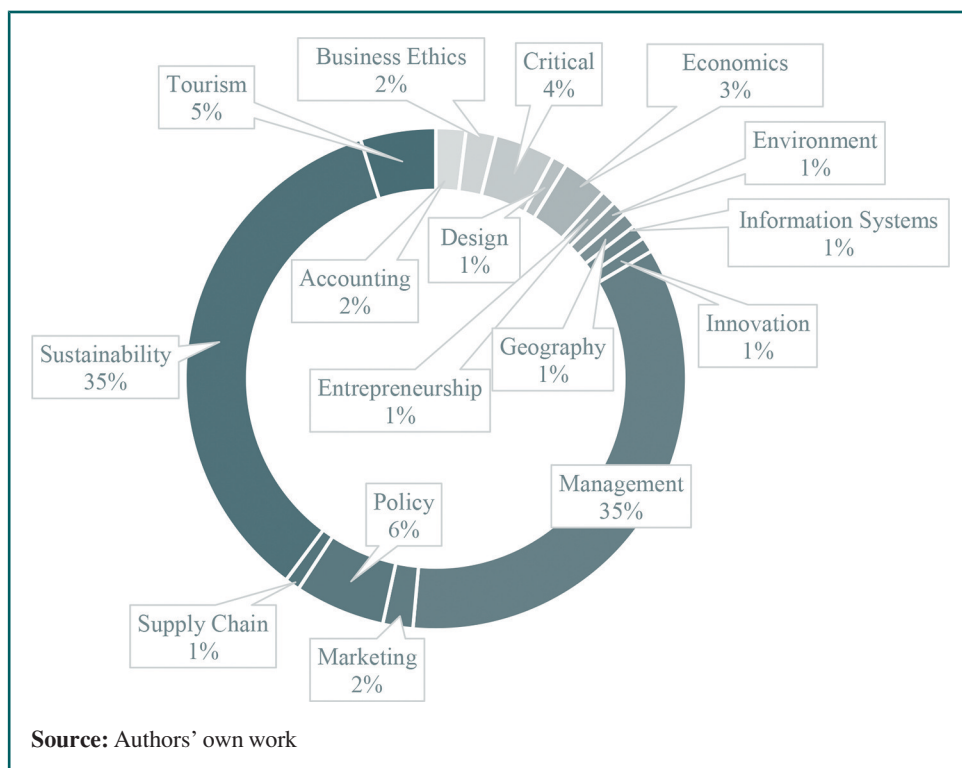 Business Ethics
2%
Critical
4%
Economics
3%
Tourism
5%
Environment
1%
Information Systems
1%
Design
1%
Accounting
2%
Innovation
1%
Geography
1%
Entrepreneurship
1%
Sustainability
35%
Management
35%
Policy
6%
Supply Chain
1%
Marketing
2%
Source: Authors' own work